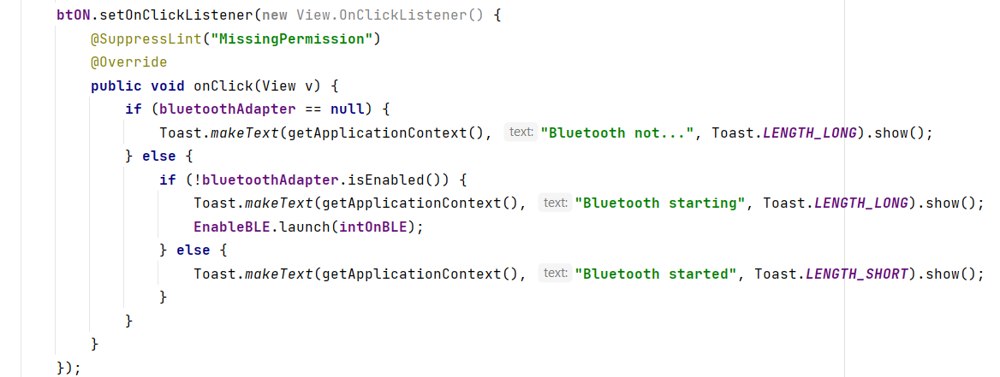 btON.setOnClickListener(new View.OnClickListener() {
@SuppressLint("MissingPermission")
@Override
public void onClick(View v) {
if (bluetoothAdapter == null) {
Toast.makeText(getApplicationContext(), text: "Bluetooth not...", Toast.LENGTH_LONG).show();
} else {
if (!bluetoothAdapter.isEnabled()) {
Toast.makeText(getApplicationContext(), text: "Bluetooth starting", Toast.LENGTH_LONG).show();
EnableBLE.launch(intOnBLE);
} else {
Toast.makeText(getApplicationContext(), text: "Bluetooth started", Toast.LENGTH_SHORT).show();
}
}
}
});